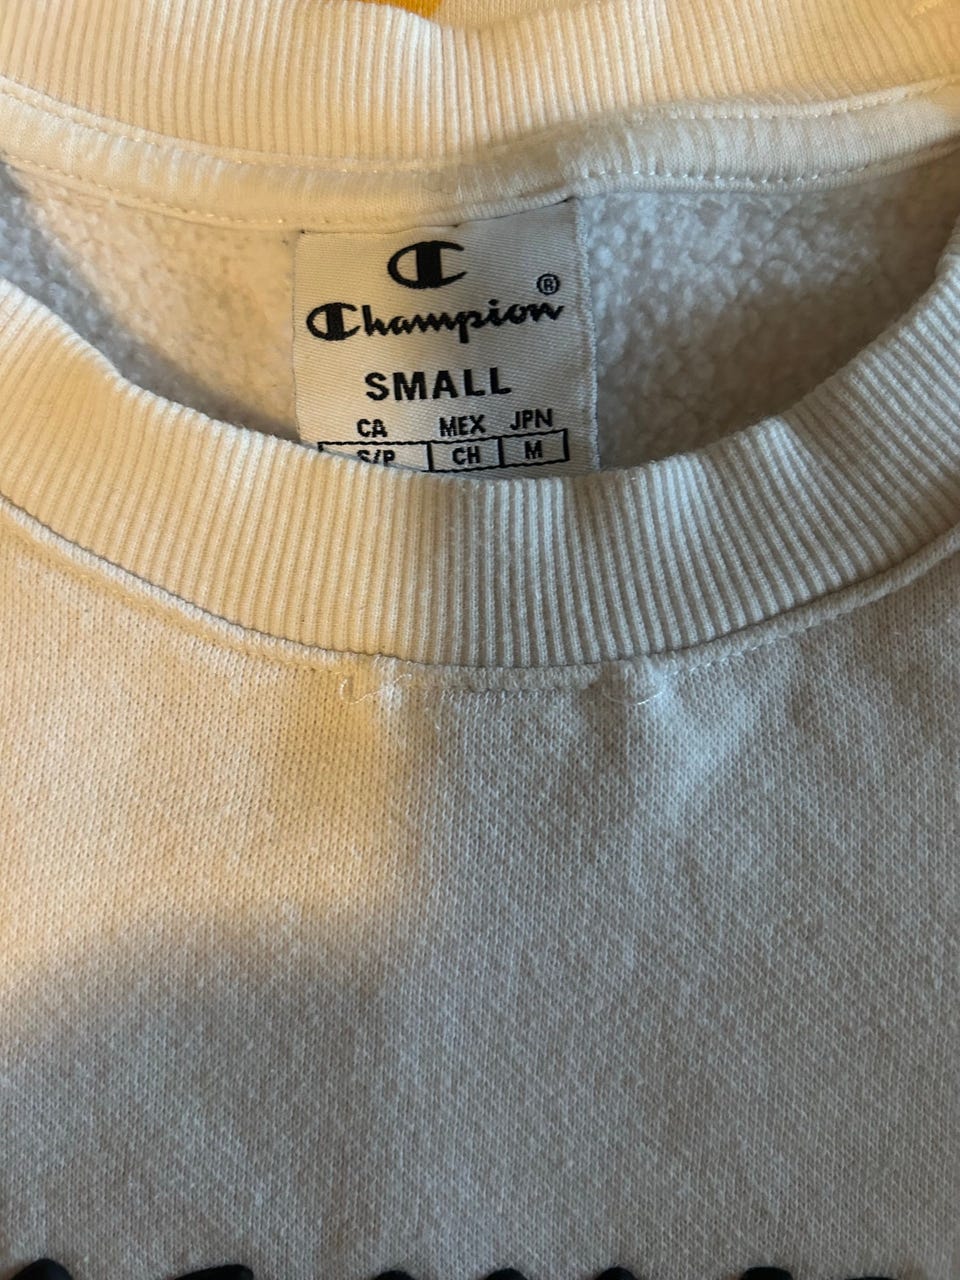 Champion®
SMALL
CA MEX JPN
S/P CH M